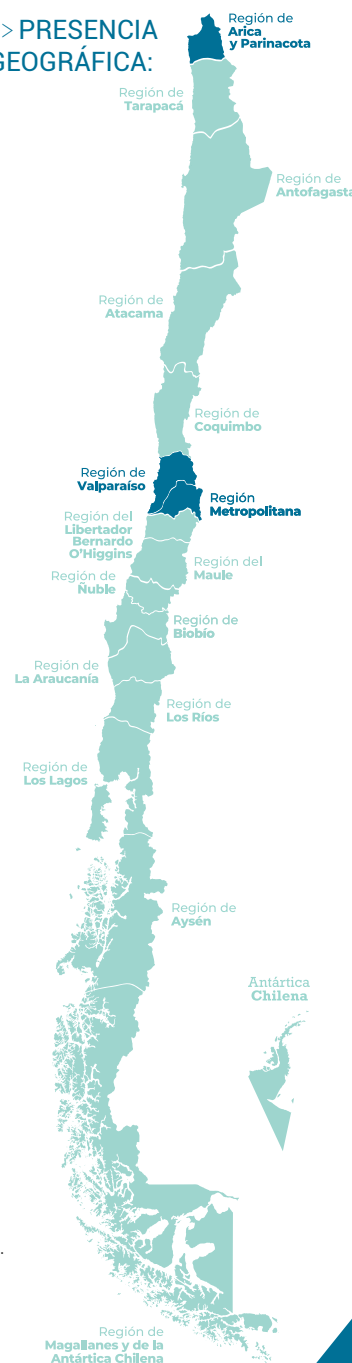 > PRESENCIA
GEOGRÁFICA:
Región de
Arica
y Parinacota
Región de
Tarapacá
Región de
Antofagasta
Región de
Atacama
Región de
Coquimbo
Región de
Valparaíso
Región
Metropolitana
Región del
Libertador
Bernardo
O'Higgins
Región del
Maule
Región de
Ñuble
Región de
Biobío
Región de
La Araucanía
Región de
Los Ríos
Región de
Los Lagos
Región de
Aysén
Antártica
Chilena
.
Región de
Magallanes y de la
Antártica Chilena